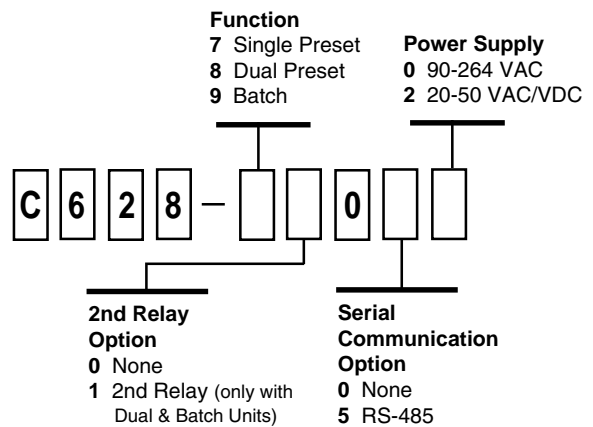 Function
7 Single Preset
8 Dual Preset
9 Batch
Power Supply
0 90-264 VAC
2 20-50 VAC/VDC
C 6 2 8 – 0
2nd Relay
Option
0 None
1 2nd Relay (only with
Dual & Batch Units)
Serial
Communication
Option
0 None
5 RS-485